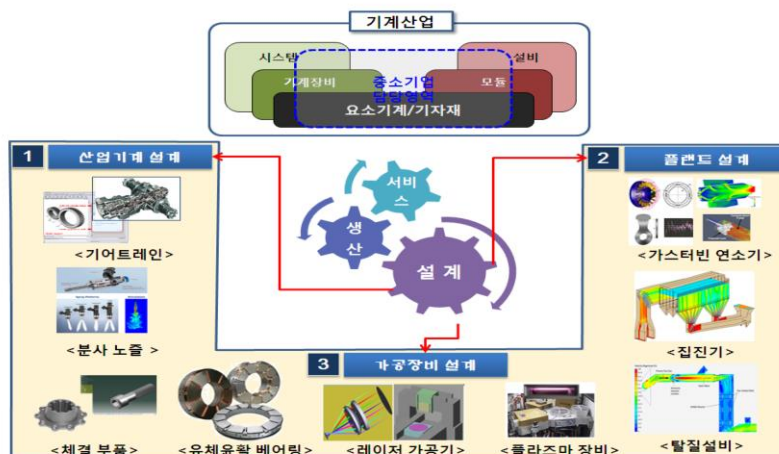 기계산업
시스템
설비
기계장비
중소기업
담당영역
모듈
요소기계/기자재
1
산업기계 설계
2
플랜트 설계
서비스
생산
설계
<기어트레인>
<가스터빈 연소기>
<분사 노즐 >
<집진기>
3
가공장비 설계
<체결 부품>
<유체윤활 베어링>
<레이저 가공기>
<플라즈마 장비>
<탈질설비>